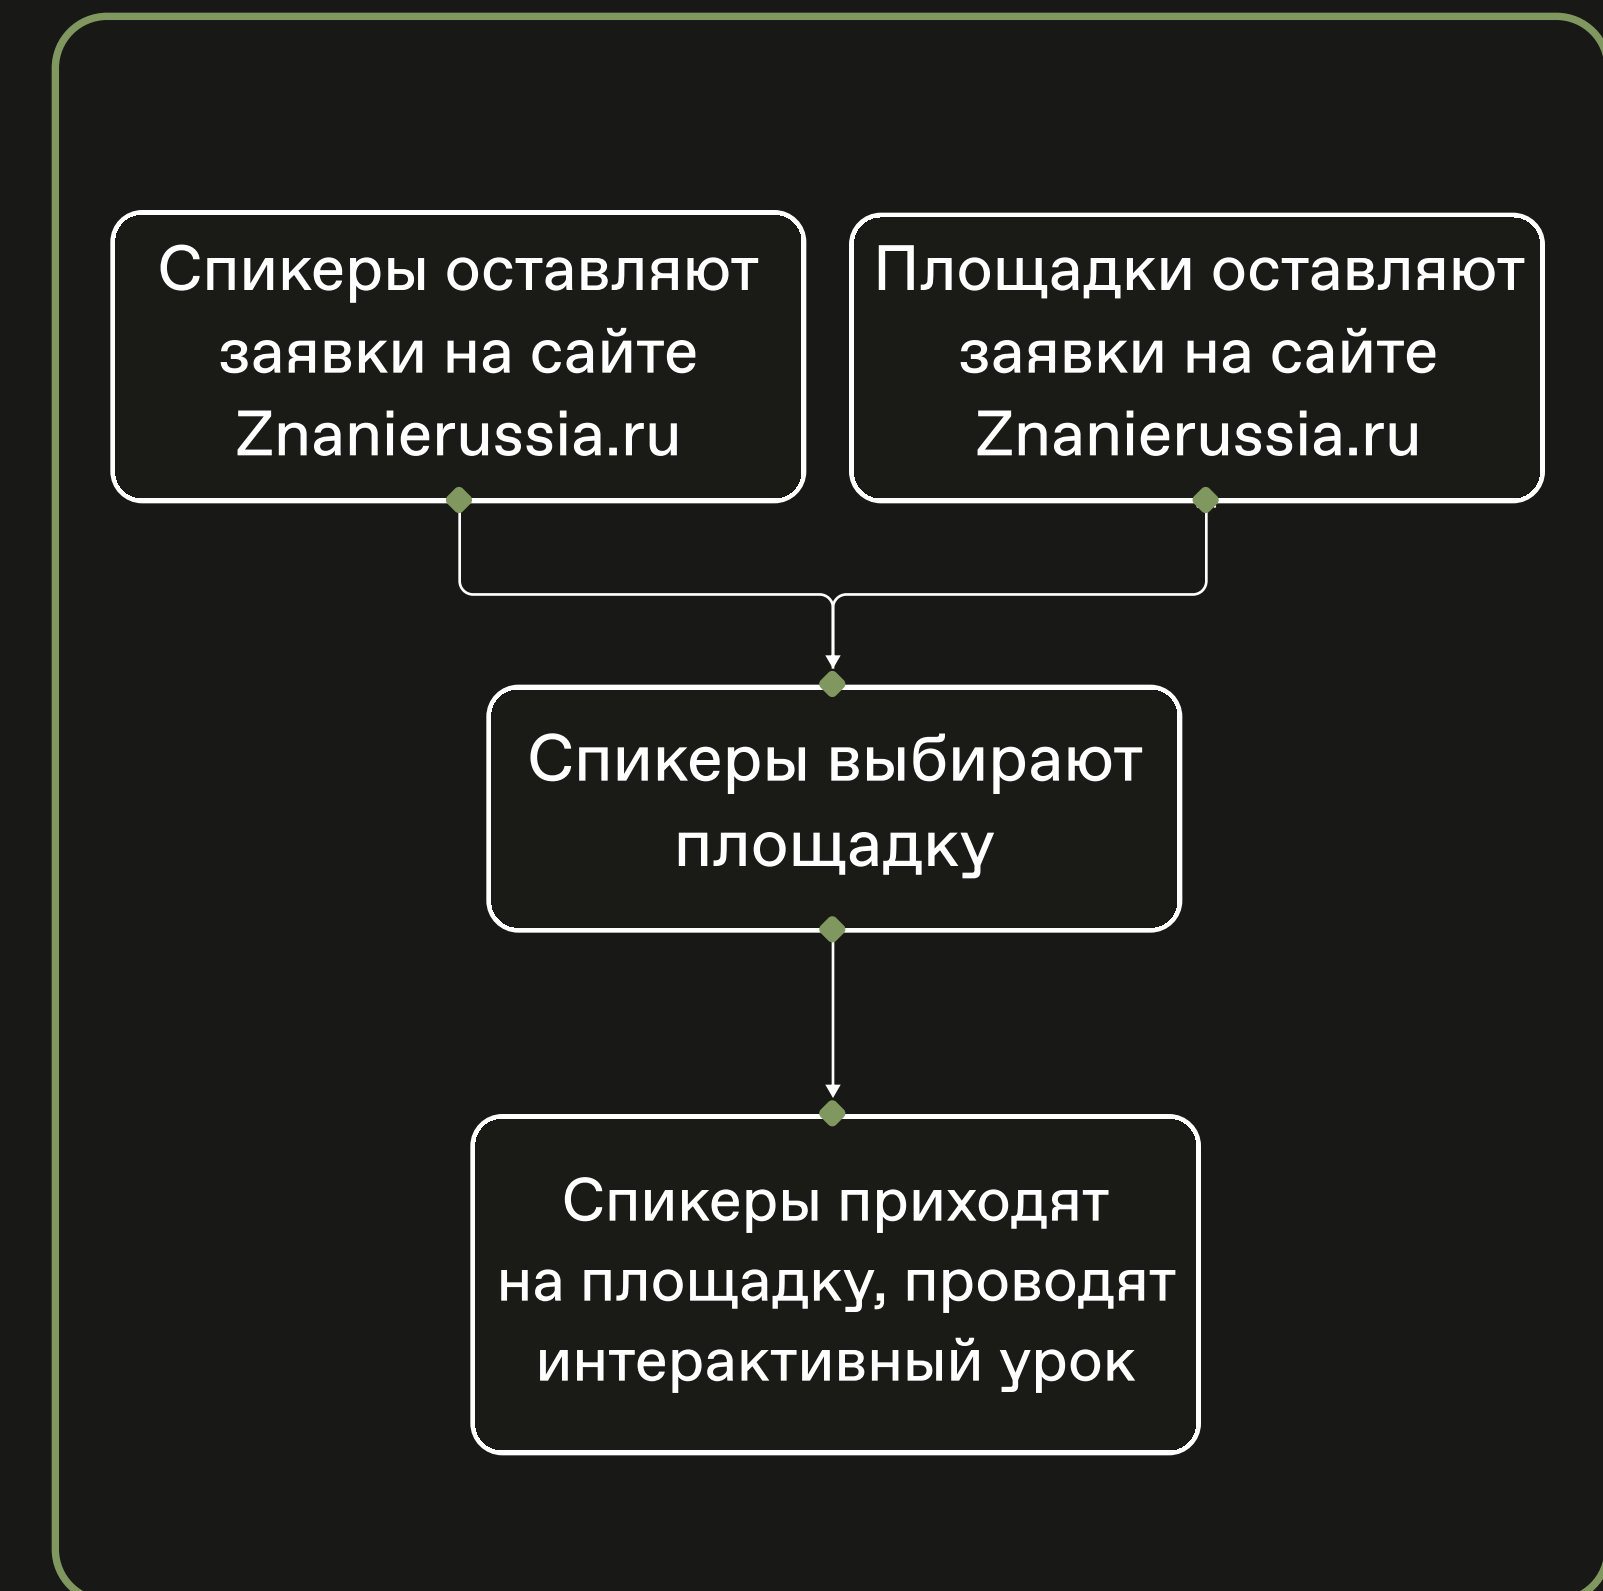 Спикеры оставляют
заявки на сайте
Znanierussia.ru
Площадки оставляют
заявки на сайте
Znanierussia.ru
Спикеры выбирают
площадку
Спикеры приходят
на площадку, проводят
интерактивный урок